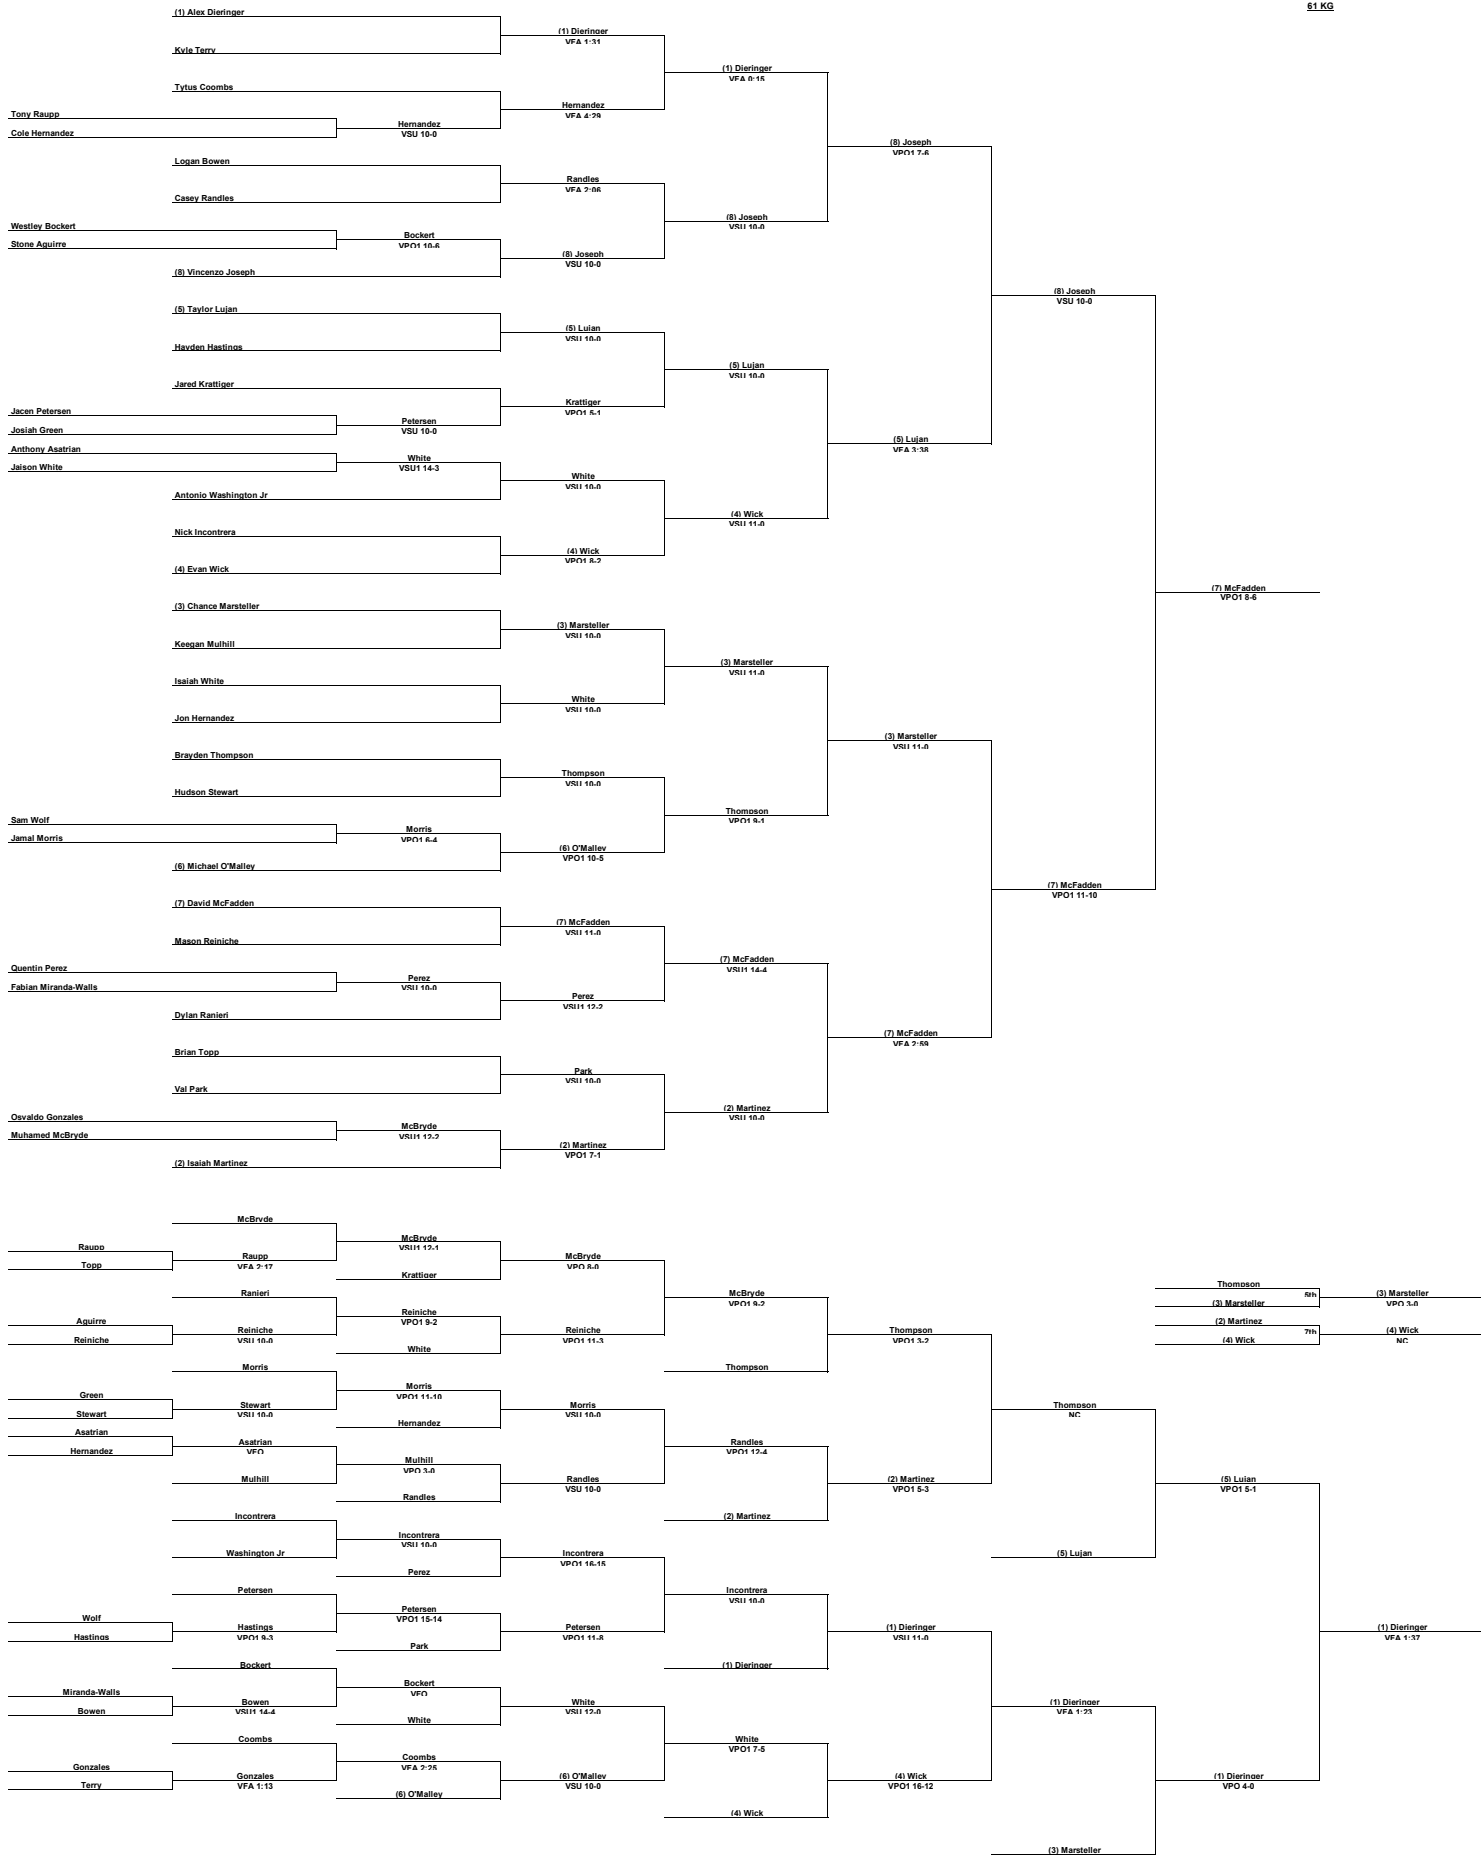 61 KG
(1) Alex Dieringer
(1) Dieringer
VFA 1:31
Kyle Terry
(1) Dieringer
VFA 0:15
Tytus Coombs
Hernandez
VFA 4:29
Tony Raupp
Hernandez
VSU 10-0
Cole Hernandez
(8) Joseph
VPO1 7-6
Logan Bowen
Randles
VFA 2:06
Casey Randles
(8) Joseph
VSU 10-0
Westley Bockert
Bockert
VPO1 10-6
Stone Aguirre
(8) Joseph
VSU 10-0
(8) Vincenzo Joseph
(8) Joseph
VSU 10-0
(5) Taylor Lujan
(5) Lujan
VSU 10-0
Hayden Hastings
(5) Lujan
VSU 10-0
Jared Krattiger
Krattiger
VPO1 5-1
Jacen Petersen
Petersen
VSU 10-0
Josiah Green
(5) Lujan
VFA 3:38
Anthony Asatrian
White
VSU1 14-3
Jaison White
White
VSU 10-0
Antonio Washington Jr
(4) Wick
VSU 11-0
Nick Incontrera
(4) Wick
VPO1 8-2
(4) Evan Wick
(7) McFadden
VPO1 8-6
(3) Chance Marsteller
(3) Marsteller
VSU 10-0
Keegan Mulhill
(3) Marsteller
VSU 11-0
Isaiah White
White
VSU 10-0
Jon Hernandez
(3) Marsteller
VSU 11-0
Brayden Thompson
Thompson
VSU 10-0
Hudson Stewart
Thompson
VPO1 9-1
Sam Wolf
Morris
VPO1 6-4
Jamal Morris
(6) O'Malley
VPO1 10-5
(6) Michael O'Malley
(7) McFadden
VPO1 11-10
(7) David McFadden
(7) McFadden
VSU 11-0
Mason Reiniche
(7) McFadden
VSU1 14-4
Quentin Perez
Perez
VSU 10-0
Fabian Miranda-Walls
Perez
VSU1 12-2
Dylan Ranieri
(7) McFadden
VFA 2:59
Brian Topp
Park
VSU 10-0
Val Park
(2) Martinez
VSU 10-0
Osvaldo Gonzales
McBryde
VSU1 12-2
Muhamed McBryde
(2) Martinez
VPO1 7-1
(2) Isaiah Martinez
McBryde
McBryde
VSU1 12-1
Raupp
Raupp
VFA 2:17
McBryde
VPO 8-0
Topp
Krattiger
Thompson
5th
(3) Marsteller
VPO 3-0
Ranieri
McBryde
VPO1 9-2
(3) Marsteller
Reiniche
VPO1 9-2
Aguirre
(2) Martinez
7th
(4) Wick
NC
Reiniche
VSU 10-0
Reiniche
VPO1 11-3
Thompson
VPO1 3-2
Reiniche
(4) Wick
White
Morris
Thompson
Morris
VPO1 11-10
Green
Stewart
VSU 10-0
Morris
VSU 10-0
Thompson
NC
Stewart
Hernandez
Asatrian
Asatrian
VFO
Randles
VPO1 12-4
Hernandez
Mulhill
VPO 3-0
Mulhill
Randles
VSU 10-0
(2) Martinez
VPO1 5-3
(5) Lujan
VPO1 5-1
Randles
Incontrera
(2) Martinez
Incontrera
VSU 10-0
Washington Jr
Incontrera
VPO1 16-15
(5) Lujan
Perez
Petersen
Incontrera
VSU 10-0
Petersen
VPO1 15-14
Wolf
Hastings
VPO1 9-3
Petersen
VPO1 11-8
(1) Dieringer
VSU 11-0
(1) Dieringer
VFA 1:37
Hastings
Park
Bockert
(1) Dieringer
Bockert
VFO
Miranda-Walls
Bowen
VSU1 14-4
White
VSU 12-0
(1) Dieringer
VFA 1:23
Bowen
White
Coombs
White
VPO1 7-5
Coombs
VFA 2:25
Gonzales
Gonzales
VFA 1:13
(6) O'Malley
VSU 10-0
(4) Wick
VPO1 16-12
(1) Dieringer
VPO 4-0
Terry
(6) O'Malley
(4) Wick
(3) Marsteller